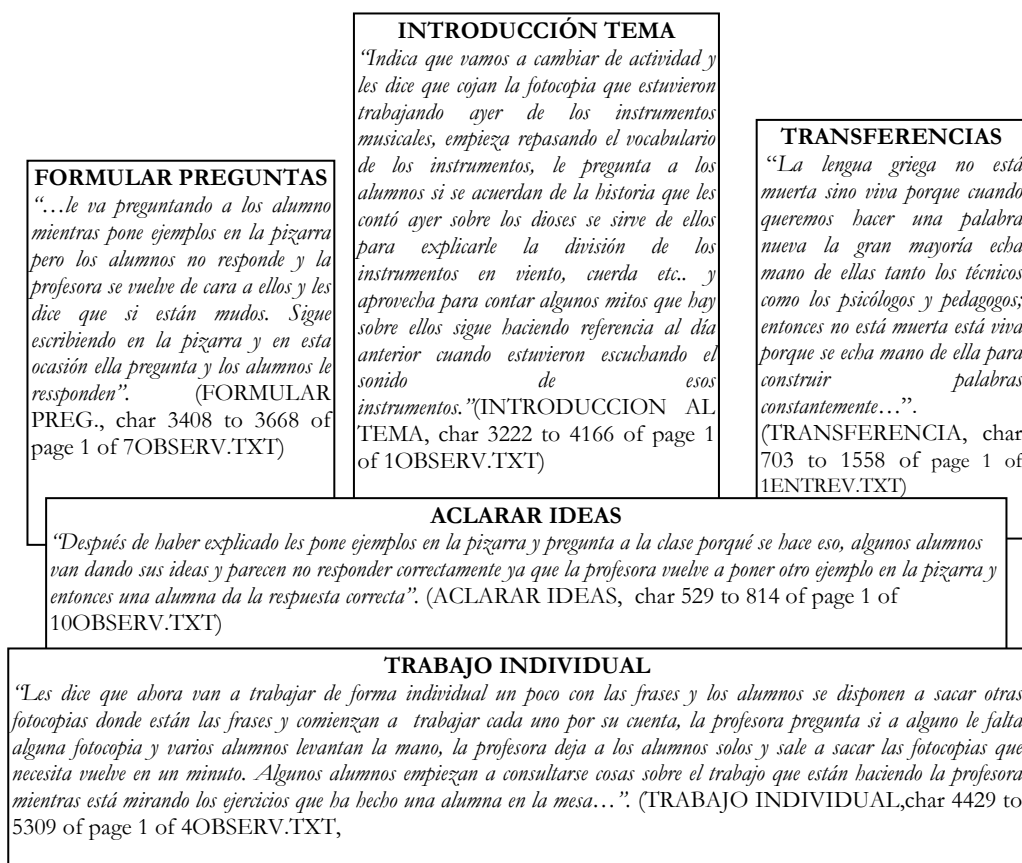 INTRODUCCIÓN TEMA
“Indica que vamos a cambiar de actividad y
les dice que cojan la fotocopia que estuvieron
trabajando ayer de los instrumentos
musicales, empieza repasando el vocabulario
de los instrumentos, le pregunta a los
alumnos si se acuerdan de la historia que les
contó ayer sobre los dioses se sirve de ellos
para explicarle la división de los
instrumentos en viento, cuerda etc.. y
aprovecha para contar algunos mitos que hay
sobre ellos sigue haciendo referencia al día
anterior cuando estuvieron escuchando el
sonido de esos
instrumentos.”(INTRODUCCION AL
TEMA, char 3222 to 4166 of page 1
of 1OBSERV.TXT)
FORMULAR PREGUNTAS
“…le va preguntando a los alumno
mientras pone ejemplos en la pizarra
pero los alumnos no responde y la
profesora se vuelve de cara a ellos y les
dice que si están mudos. Sigue
escribiendo en la pizarra y en esta
ocasión ella pregunta y los alumnos le
ressponden”. (FORMULAR
PREG., char 3408 to 3668 of
page 1 of 7OBSERV.TXT)
TRANSFERENCIAS
“La lengua griega no está
muerta sino viva porque cuando
queremos hacer una palabra
nueva la gran mayoría echa
mano de ellas tanto los técnicos
como los psicólogos y pedagogos;
entonces no está muerta está viva
porque se echa mano de ella para
construir palabras
constantemente…”.
(TRANSFERENCIA, char
703 to 1558 of page 1 of
1ENTREV.TXT)
ACLARAR IDEAS
“Después de haber explicado les pone ejemplos en la pizarra y pregunta a la clase porqué se hace eso, algunos alumnos
van dando sus ideas y parecen no responder correctamente ya que la profesora vuelve a poner otro ejemplo en la pizarra y
entonces una alumna da la respuesta correcta”. (ACLARAR IDEAS, char 529 to 814 of page 1 of
10OBSERV.TXT)
TRABAJO INDIVIDUAL
“Les dice que ahora van a trabajar de forma individual un poco con las frases y los alumnos se disponen a sacar otras
fotocopias donde están las frases y comienzan a trabajar cada uno por su cuenta, la profesora pregunta si a alguno le falta
alguna fotocopia y varios alumnos levantan la mano, la profesora deja a los alumnos solos y sale a sacar las fotocopias que
necesita vuelve en un minuto. Algunos alumnos empiezan a consultarse cosas sobre el trabajo que están haciendo la profesora
mientras está mirando los ejercicios que ha hecho una alumna en la mesa…”. (TRABAJO INDIVIDUAL,char 4429 to
5309 of page 1 of 4OBSERV.TXT,